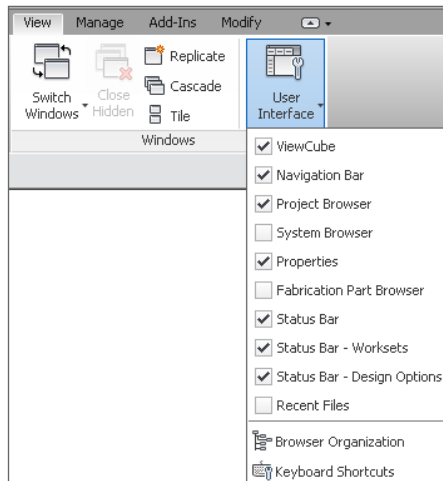 View Manage Add-Ins Modify
Switch Windows
Close Hidden
Replicate
Cascade
Tile
Windows
User Interface
ViewCube
Navigation Bar
Project Browser
System Browser
Properties
Fabrication Part Browser
Status Bar
Status Bar - Worksets
Status Bar - Design Options
Recent Files
Browser Organization
Keyboard Shortcuts